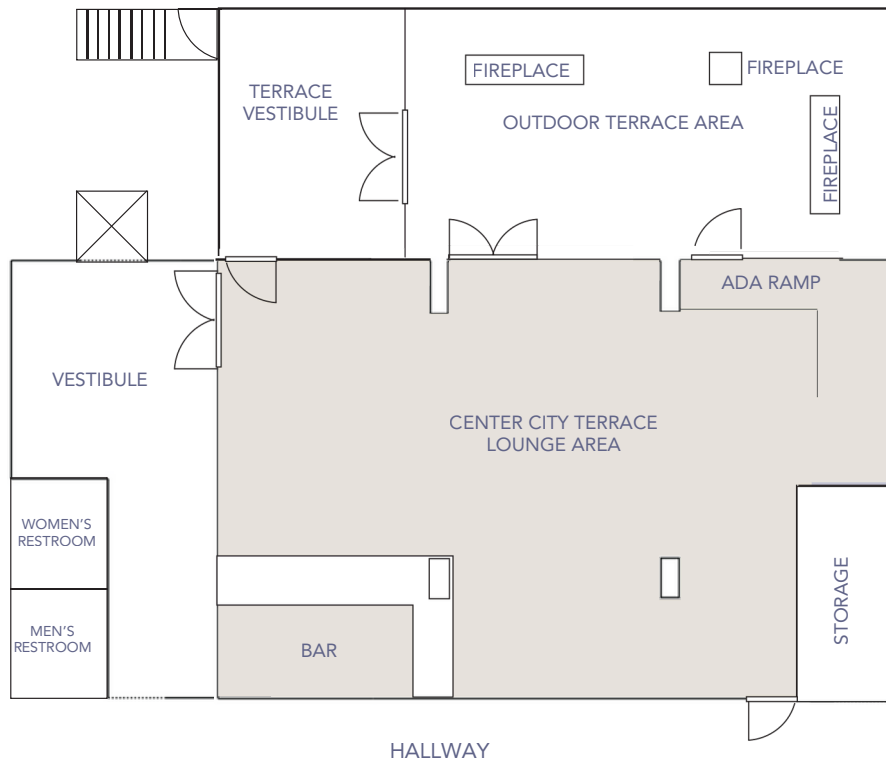 FIREPLACE
FIREPLACE
TERRACE
VESTIBULE
OUTDOOR TERRACE AREA
FIREPLACE
ADA RAMP
VESTIBULE
CENTER CITY TERRACE
LOUNGE AREA
WOMEN’S
RESTROOM
STORAGE
MEN’S
RESTROOM
BAR
HALLWAY